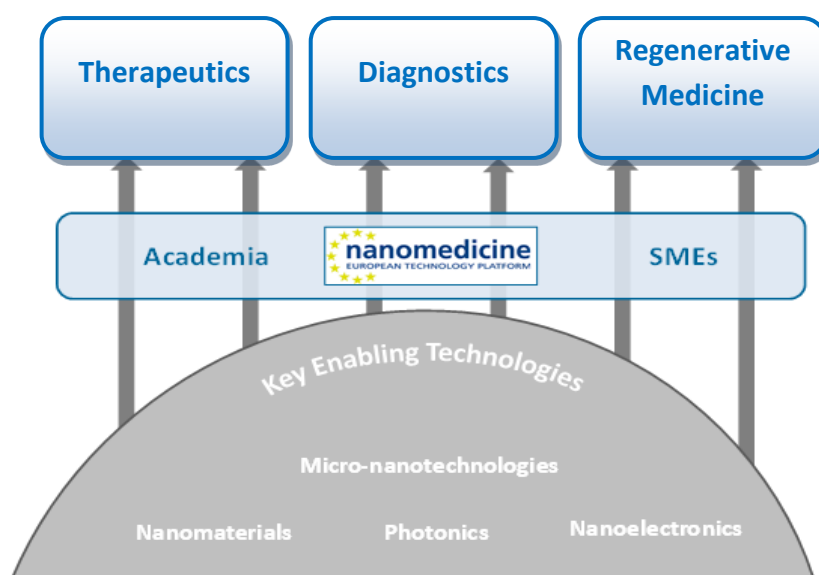 Therapeutics
Diagnostics
Regenerative
Medicine
Academia
nanomedicine
EUROPEAN TECHNOLOGY PLATFORM
SMEs
Key Enabling Technologies
Micro-nanotechnologies
Nanomaterials
Photonics
Nanoelectronics